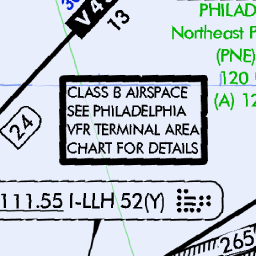 13
PHILAD
Northeast P
(PNE)
120
(A) 12
CLASS B AIRSPACE
SEE PHILADELPHIA
VFR TERMINAL AREA
CHART FOR DETAILS
24
111.55 I-LLH 52(Y)
265